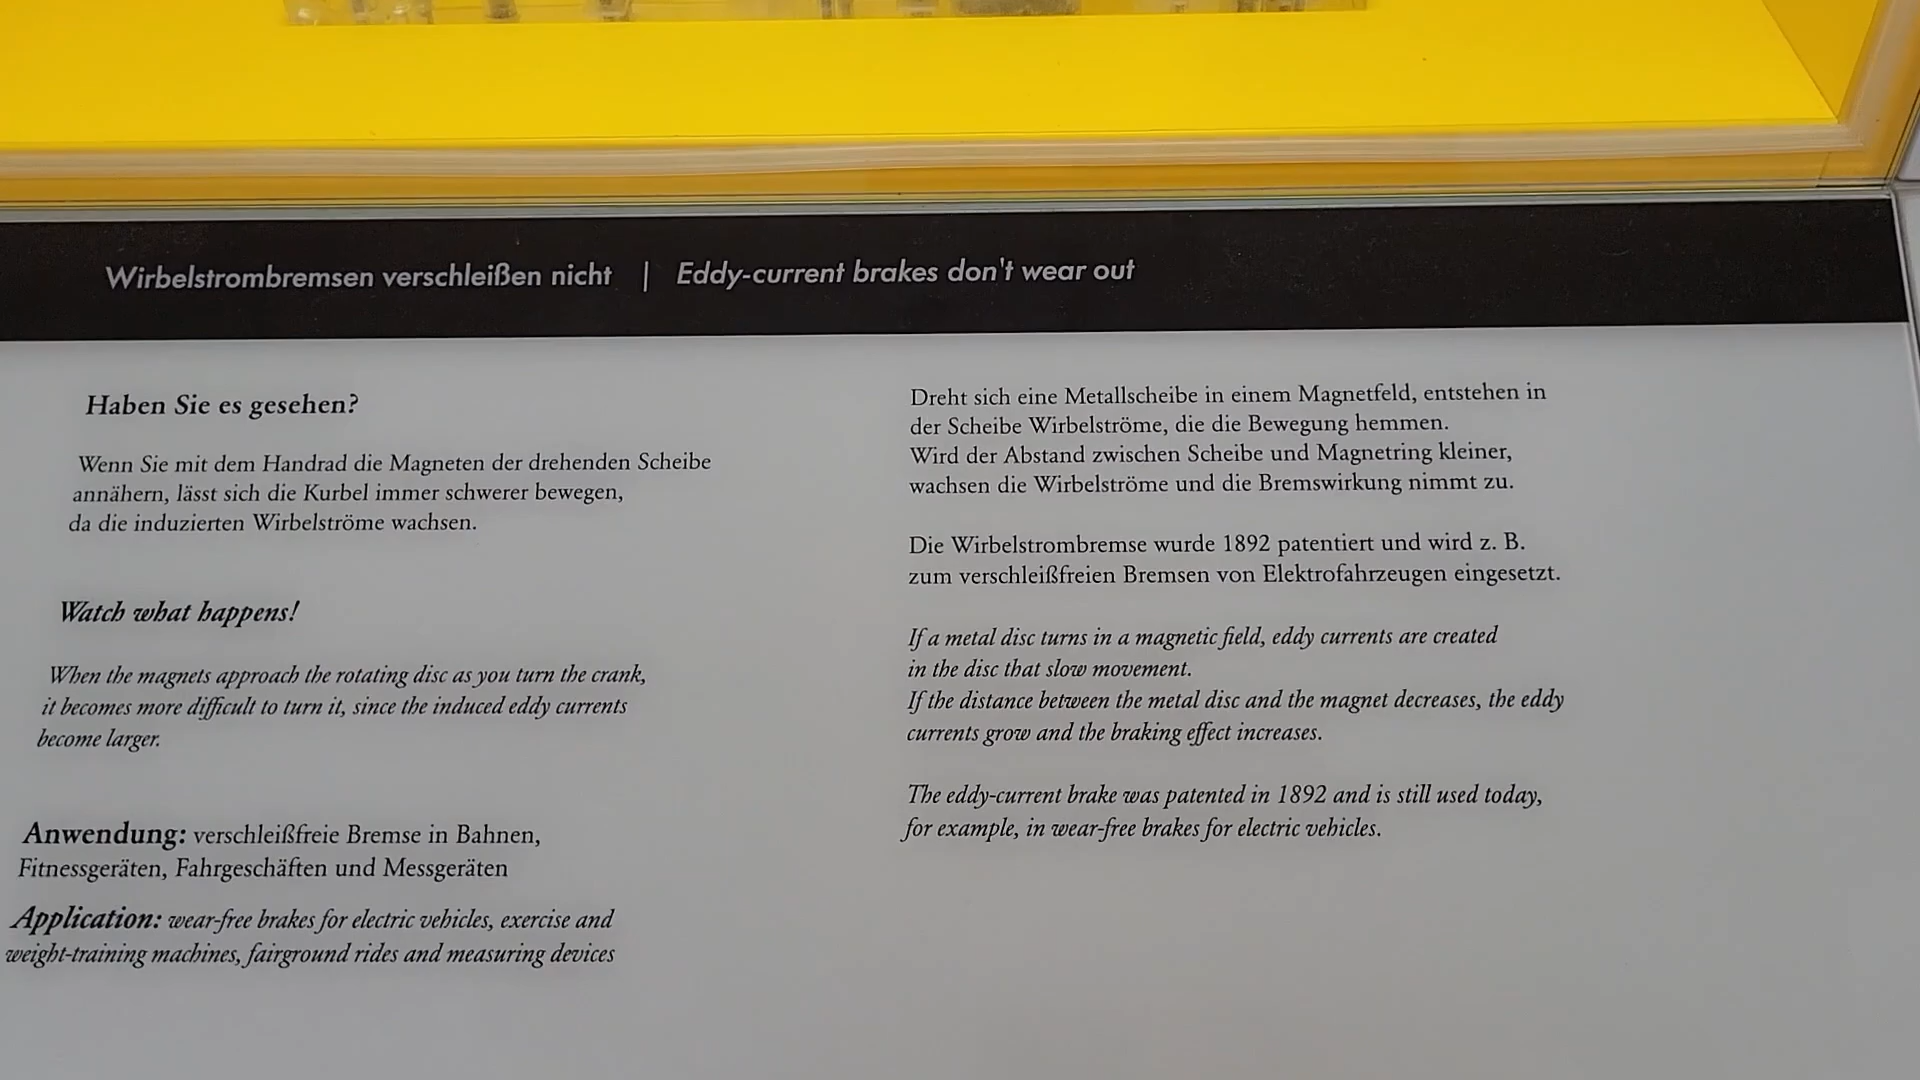 Wirbelstrombremsen verschleißen nicht | Eddy-current brakes don't wear out
Haben Sie es gesehen?
Wenn Sie mit dem Handrad die Magneten der drehenden Scheibe
annähern, lässt sich die Kurbel immer schwerer bewegen,
da die induzierten Wirbelströme wachsen.
Watch what happens!
When the magnets approach the rotating disc as you turn the crank,
it becomes more difficult to turn it, since the induced eddy currents
become larger.
Anwendung: verschleißfreie Bremse in Bahnen,
Fitnessgeräten, Fahrgeschäften und Messgeräten
Application: wear-free brakes for electric vehicles, exercise and
weight-training machines, fairground rides and measuring devices
Dreht sich eine Metallscheibe in einem Magnetfeld, entstehen in
der Scheibe Wirbelströme, die die Bewegung hemmen.
Wird der Abstand zwischen Scheibe und Magnetring kleiner,
wachsen die Wirbelströme und die Bremswirkung nimmt zu.
Die Wirbelstrombremse wurde 1892 patentiert und wird z. B.
zum verschleißfreien Bremsen von Elektrofahrzeugen eingesetzt.
If a metal disc turns in a magnetic field, eddy currents are created
in the disc that slow movement.
If the distance between the metal disc and the magnet decreases, the eddy
currents grow and the braking effect increases.
The eddy-current brake was patented in 1892 and is still used today,
for example, in wear-free brakes for electric vehicles.